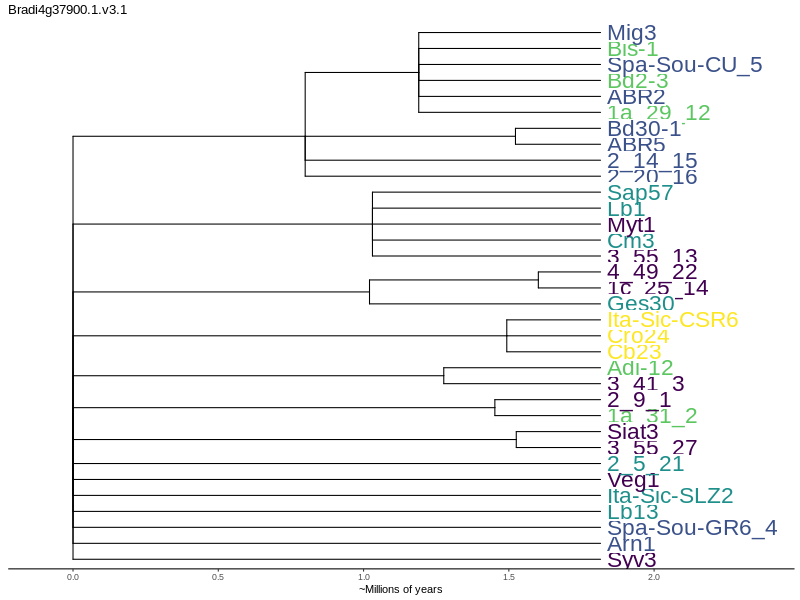 Bradi4g37900.1.v3.1
Mig3
Bis-1
Spa-Sou-CU_5
Bd2-3
ABR2
1a_29_12
Bd30-1
ABR5
2_14_15
2_20_16
Sap57
Lb1
Myt1
Cm3
3_55_13
4_49_22
1c_25_14
Ges30
Ita-Sic-CSR6
Cro24
Cb23
Adi-12
3_41_3
2_9_1
1a_31_2
Siat3
3_55_27
2_5_21
Veg1
Ita-Sic-SLZ2
Lb13
Spa-Sou-GR6_4
Arn1
Syv3
0.0 0.5 1.0 1.5 2.0
~Millions of years